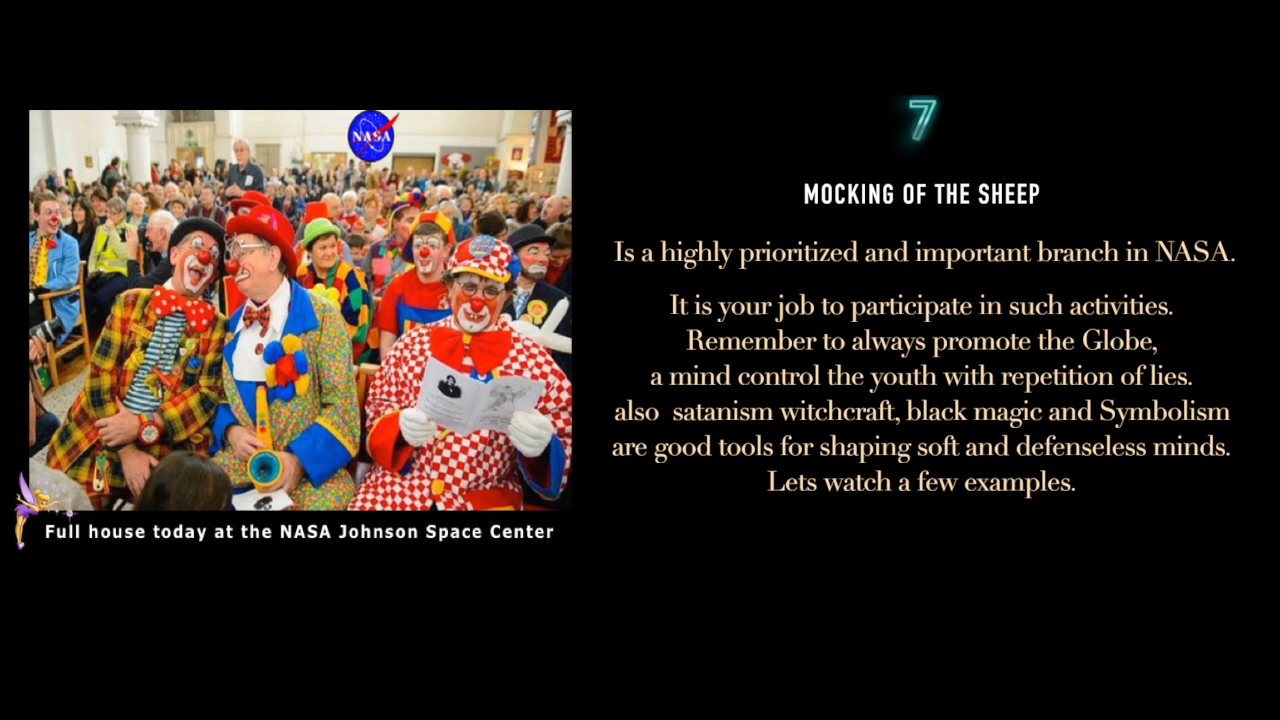 NASA
Full house today at the NASA Johnson Space Center
7
MOCKING OF THE SHEEP
Is a highly prioritized and important branch in NASA.
It is your job to participate in such activities.
Remember to always promote the Globe,
a mind control the youth with repetition of lies.
also  satanism witchcraft, black magic and Symbolism
are good tools for shaping soft and defenseless minds.
Lets watch a few examples.